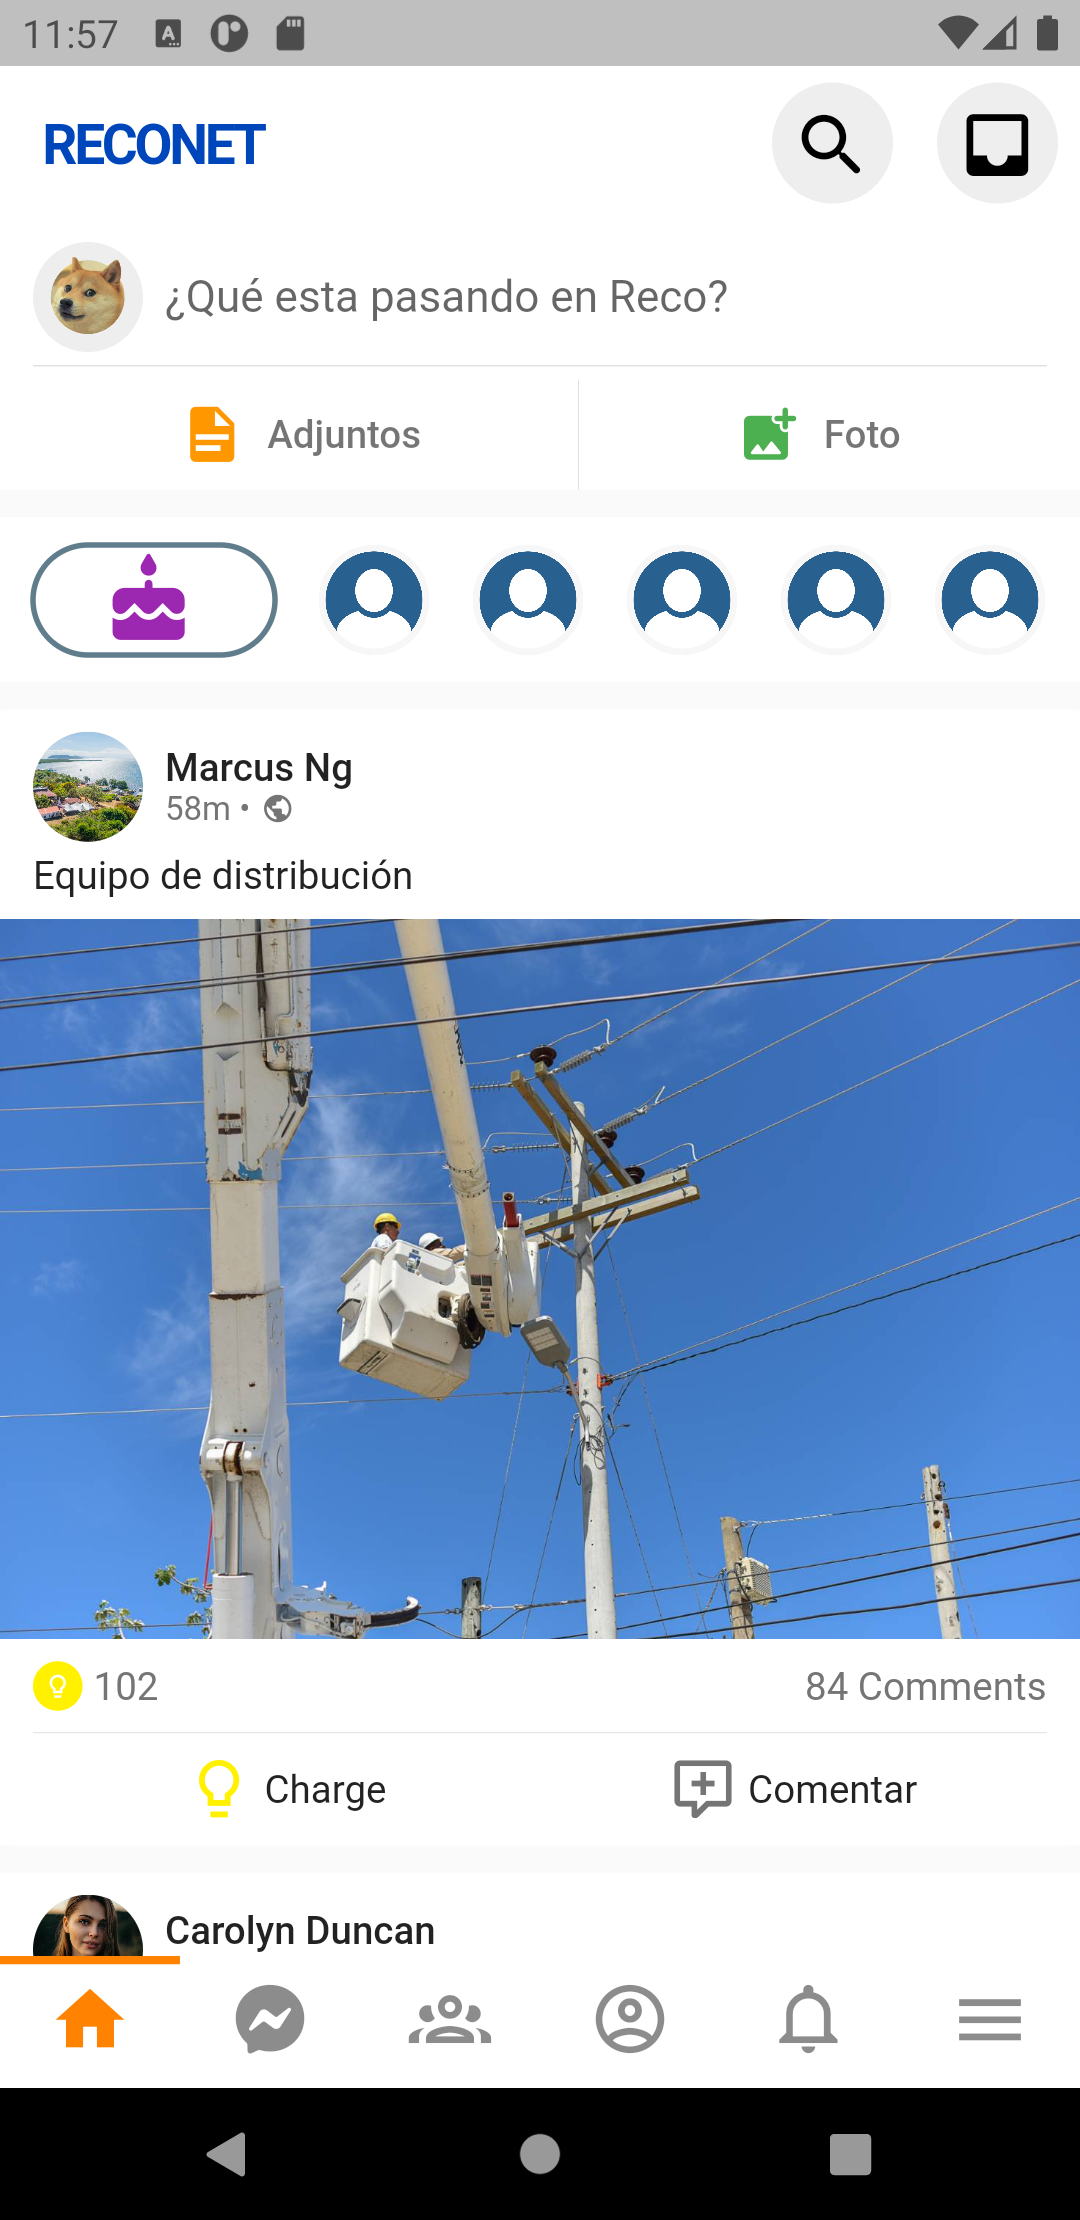 11:57
RECONET
¿Qué esta pasando en Reco?
Adjuntos
Foto
Marcus Ng
58m •
Equipo de distribución
102
84 Comments
Charge
Comentar
Carolyn Duncan